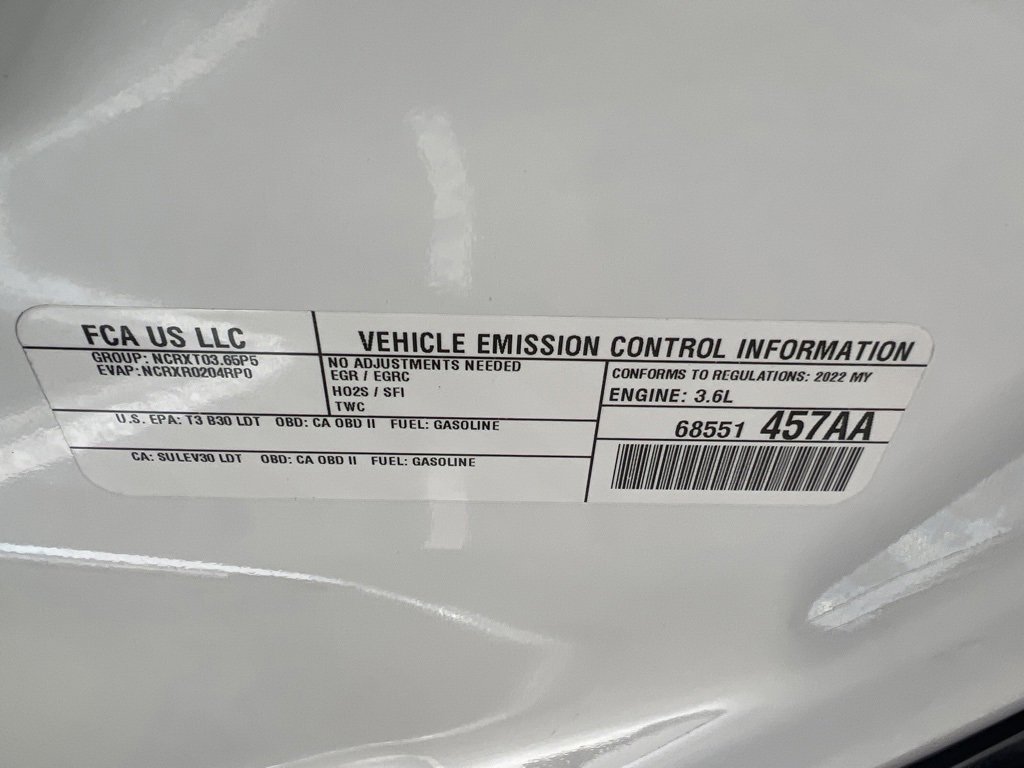 FCA US LLC
GROUP: NCRXT03.65P5
EVAP:NCRXR0204RP0
VEHICLE EMISSION CONTROL INFORMATION
NO ADJUSTMENTS NEEDED
EGR / EGRC
HO2S / SFI
TWC
CONFORMS TO REGULATIONS: 2022 MY
ENGINE: 3.6L
U.S. EPA: T3 B30 LDT OBD: CA OBD II FUEL: GASOLINE
68551 457AA
CA: SULEV30 LDT OBD: CA OBD II FUEL: GASOLINE